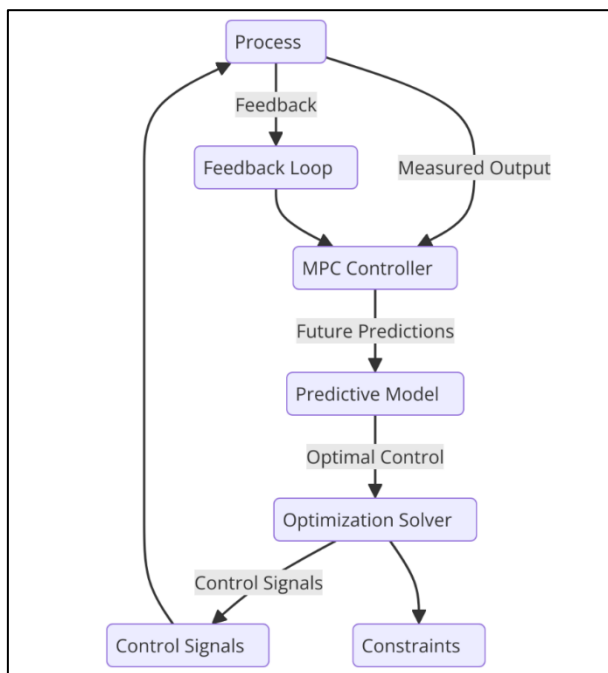 Process
Feedback
Feedback Loop
Measured Output
MPC Controller
Future Predictions
Predictive Model
Optimal Control
Optimization Solver
Control Signals
Control Signals
Constraints